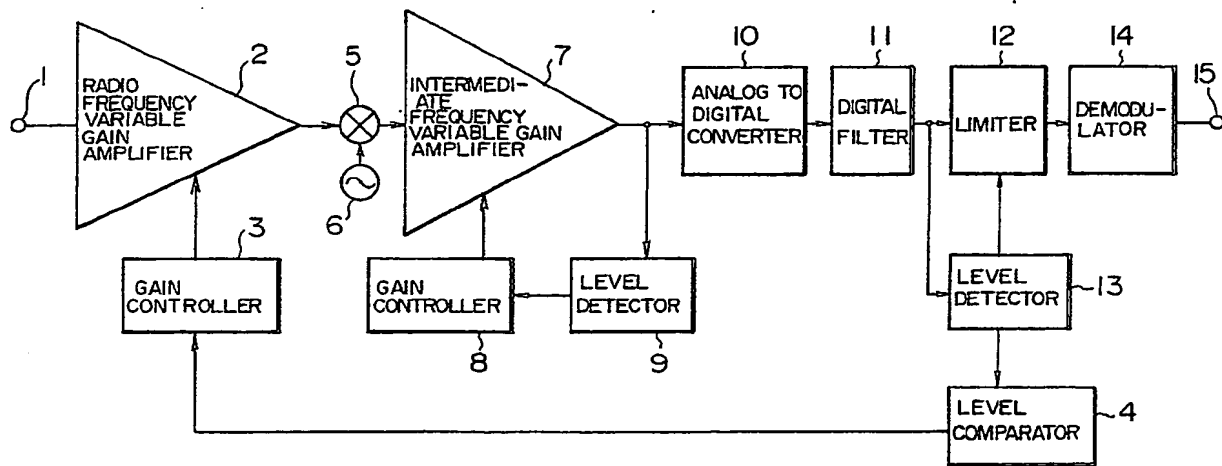 1
RADIO
FREQUENCY
VARIABLE
GAIN
AMPLIFIER
2
5
6
INTERMEDI-
ATE
FREQUENCY
VARIABLE GAIN
AMPLIFIER
7
10
ANALOG TO
DIGITAL
CONVERTER
11
DIGITAL
FILTER
12
LIMITER
14
DEMODU-
LATOR
15
3
GAIN
CONTROLLER
GAIN
CONTROLLER
8
LEVEL
DETECTOR
9
LEVEL
DETECTOR
13
LEVEL
COMPARATOR
4